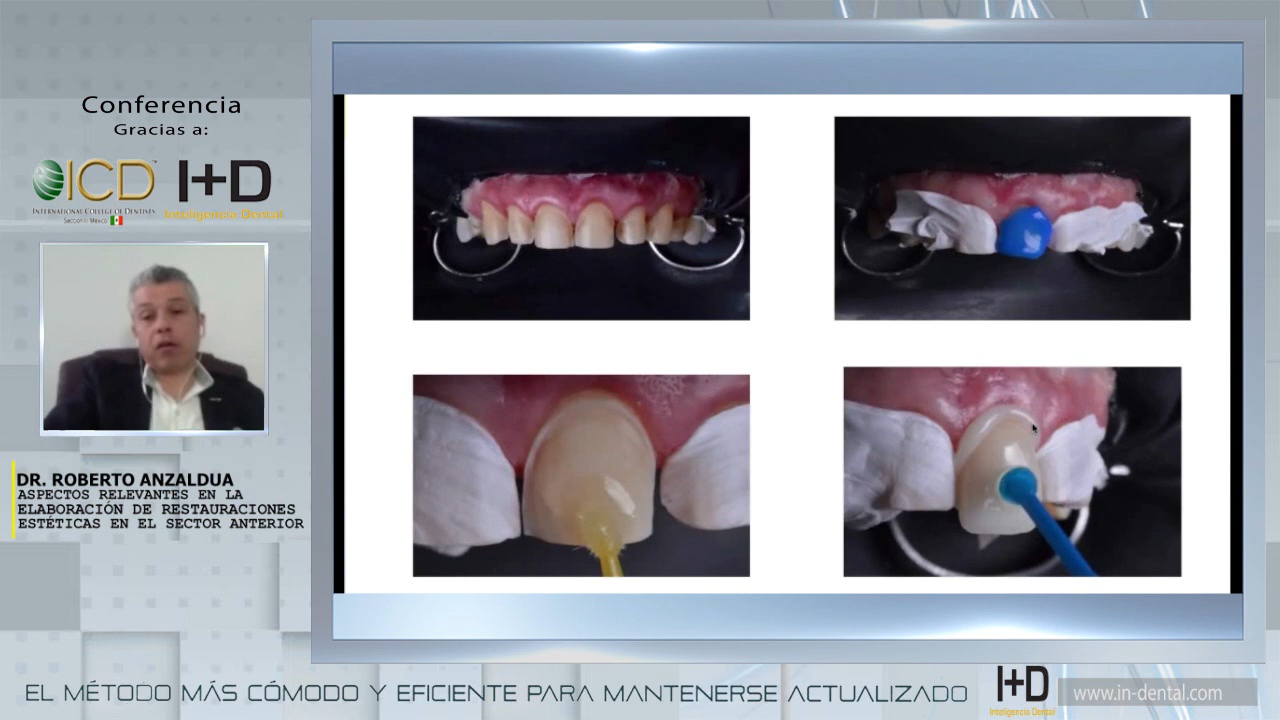 Conferencia
Gracias a:
ICD I+D
INTERNATIONAL COLLEGE OF DENTISTS
Sección México
Inteligencia Dental
DR. ROBERTO ANZALDUA
ASPECTOS RELEVANTES EN LA
ELABORACIÓN DE RESTAURACIONES
ESTÉTICAS EN EL SECTOR ANTERIOR
EL MÉTODO MÁS CÓMODO Y EFICIENTE PARA MANTENERSE ACTUALIZADO
I+D
Inteligencia Dental
www.in-dental.com